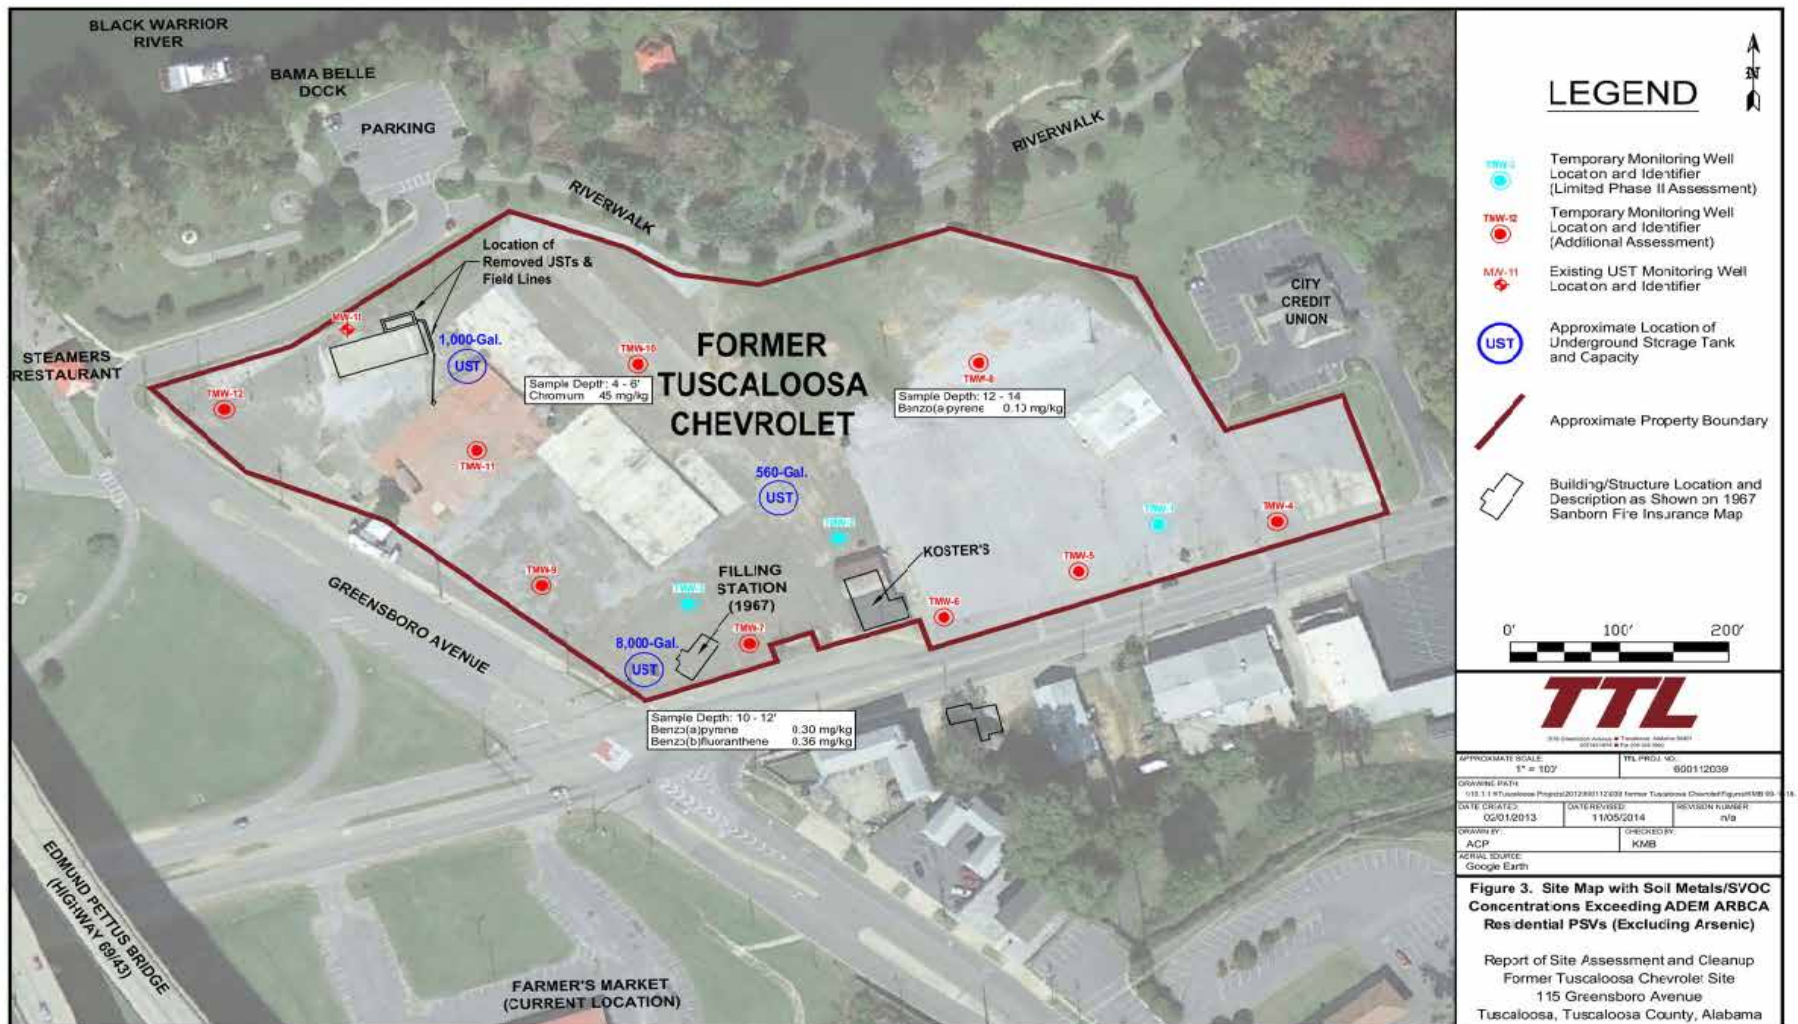 BLACK WARRIOR
RIVER
BAMA BELLE
DOCK
PARKING
RIVERWALK
RIVERWALK
Location of
Removed USTs &
Field Lines
CITY
CREDIT
UNION
STEAMERS
RESTAURANT
MW-11
1,000-Gal.
UST
TMW-10
FORMER
TUSCALOOSA
CHEVROLET
Sample Depth: 4 - 6'
Chromium 45 mg/kg
TMW-8
Sample Depth: 12 - 14
Benzo(a)pyrene
TMW-12
TMW-11
560-Gal.
UST
TMW-4
TMW-5
KOSTER'S
TMW-9
FILLING
STATION
(1967)
TMW-6
TMW-7
8,000-Gal.
UST
GREENSBORO AVENUE
Sample Depth: 10 - 12'
Benzo(a)pyrene 0.30 mg/kg
Benzo(b)fluoranthene 0.36 mg/kg
EDMUND PETTUS BRIDGE
(HIGHWAY 69/43)
FARMER'S MARKET
(CURRENT LOCATION)
N
LEGEND
Temporary Monitoring Well
Location and Identifier
(Limited Phase II Assessment)
TMW-12
Temporary Monitoring Well
Location and Identifier
(Additional Assessment)
MW-11
Existing UST Monitoring Well
Location and Identifier
UST
Approximate Location of
Underground Storage Tank
and Capacity
Approximate Property Boundary
Building/Structure Location and
Description as Shown on 1967
Sanborn Fire Insurance Map
0' 100' 200'
TTL
APPROXIMATE SCALE:
1" = 100'
TTL PROJ. NO.:
600112039
DRAWING PATH:
DATE CREATED:
02/01/2013
DATE REVISED:
11/05/2014
REVISION NUMBER
n/a
DRAWN BY:
ACP
CHECKED BY:
KMB
AERIAL SOURCE:
Google Earth
Figure 3. Site Map with Soil Metals/SVOC
Concentrations Exceeding ADEM ARBCA
Residential PSVs (Excluding Arsenic)
Report of Site Assessment and Cleanup
Former Tuscaloosa Chevrolet Site
115 Greensboro Avenue
Tuscaloosa, Tuscaloosa County, Alabama